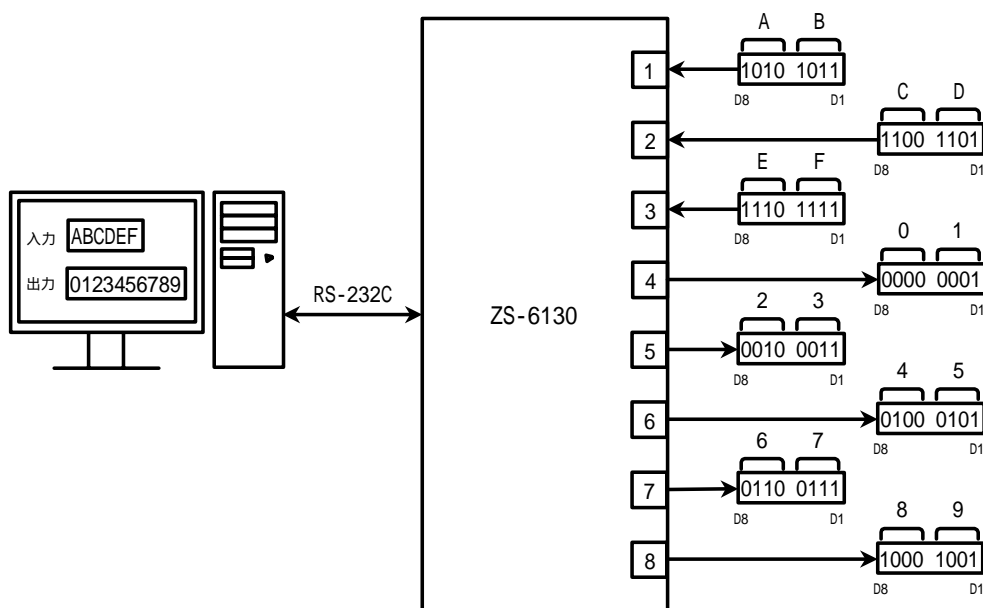 A B
1 1010 1011
D8 D1
C D
2 1100 1101
D8 D1
E F
3 1110 1111
D8 D1
入力 ABCDEF
出力 0123456789
RS-232C
ZS-6130
0 1
4 0000 0001
D8 D1
2 3
5 0010 0011
D8 D1
4 5
6 0100 0101
D8 D1
6 7
7 0110 0111
D8 D1
8 9
8 1000 1001
D8 D1